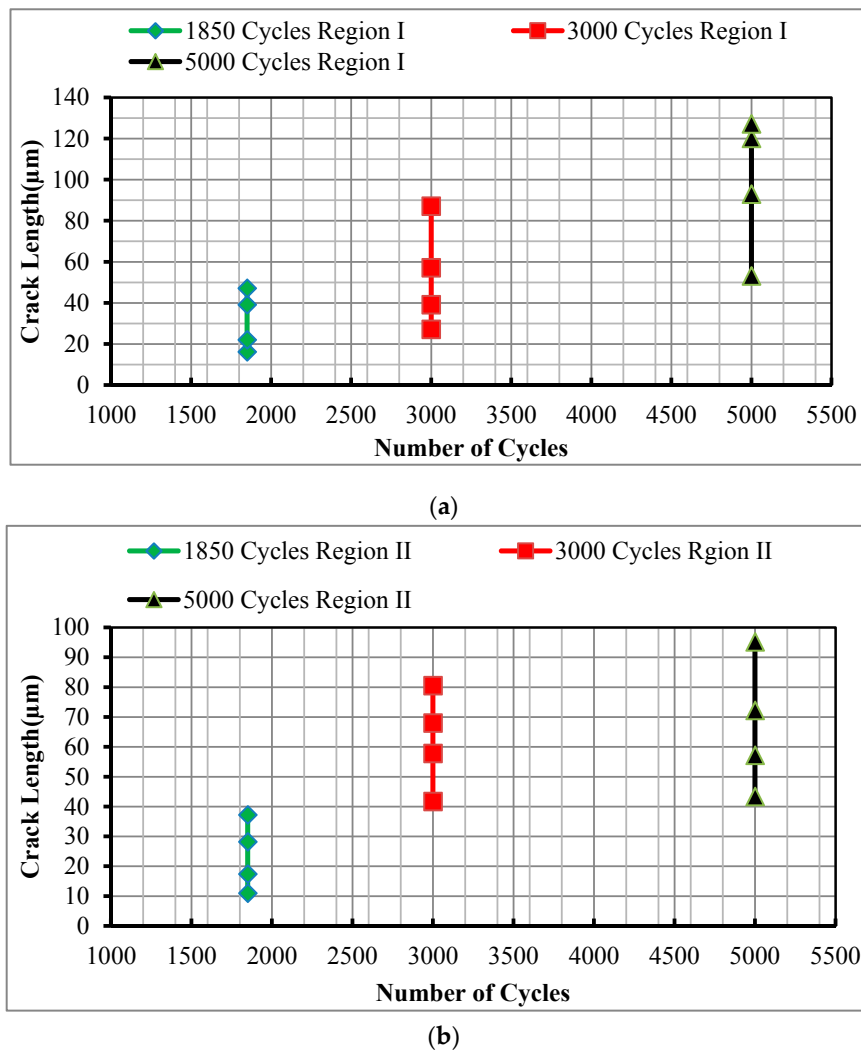 1850 Cycles Region I 3000 Cycles Region I
5000 Cycles Region I
140
120
100
80
60
40
20
0
Crack Length(µm)
1000 1500 2000 2500 3000 3500 4000 4500 5000 5500
Number of Cycles
(a)
1850 Cycles Region II 3000 Cycles Rgion II
5000 Cycles Region II
100
90
80
70
60
50
40
30
20
10
0
Crack Length(µm)
1000 1500 2000 2500 3000 3500 4000 4500 5000 5500
Number of Cycles
(b)